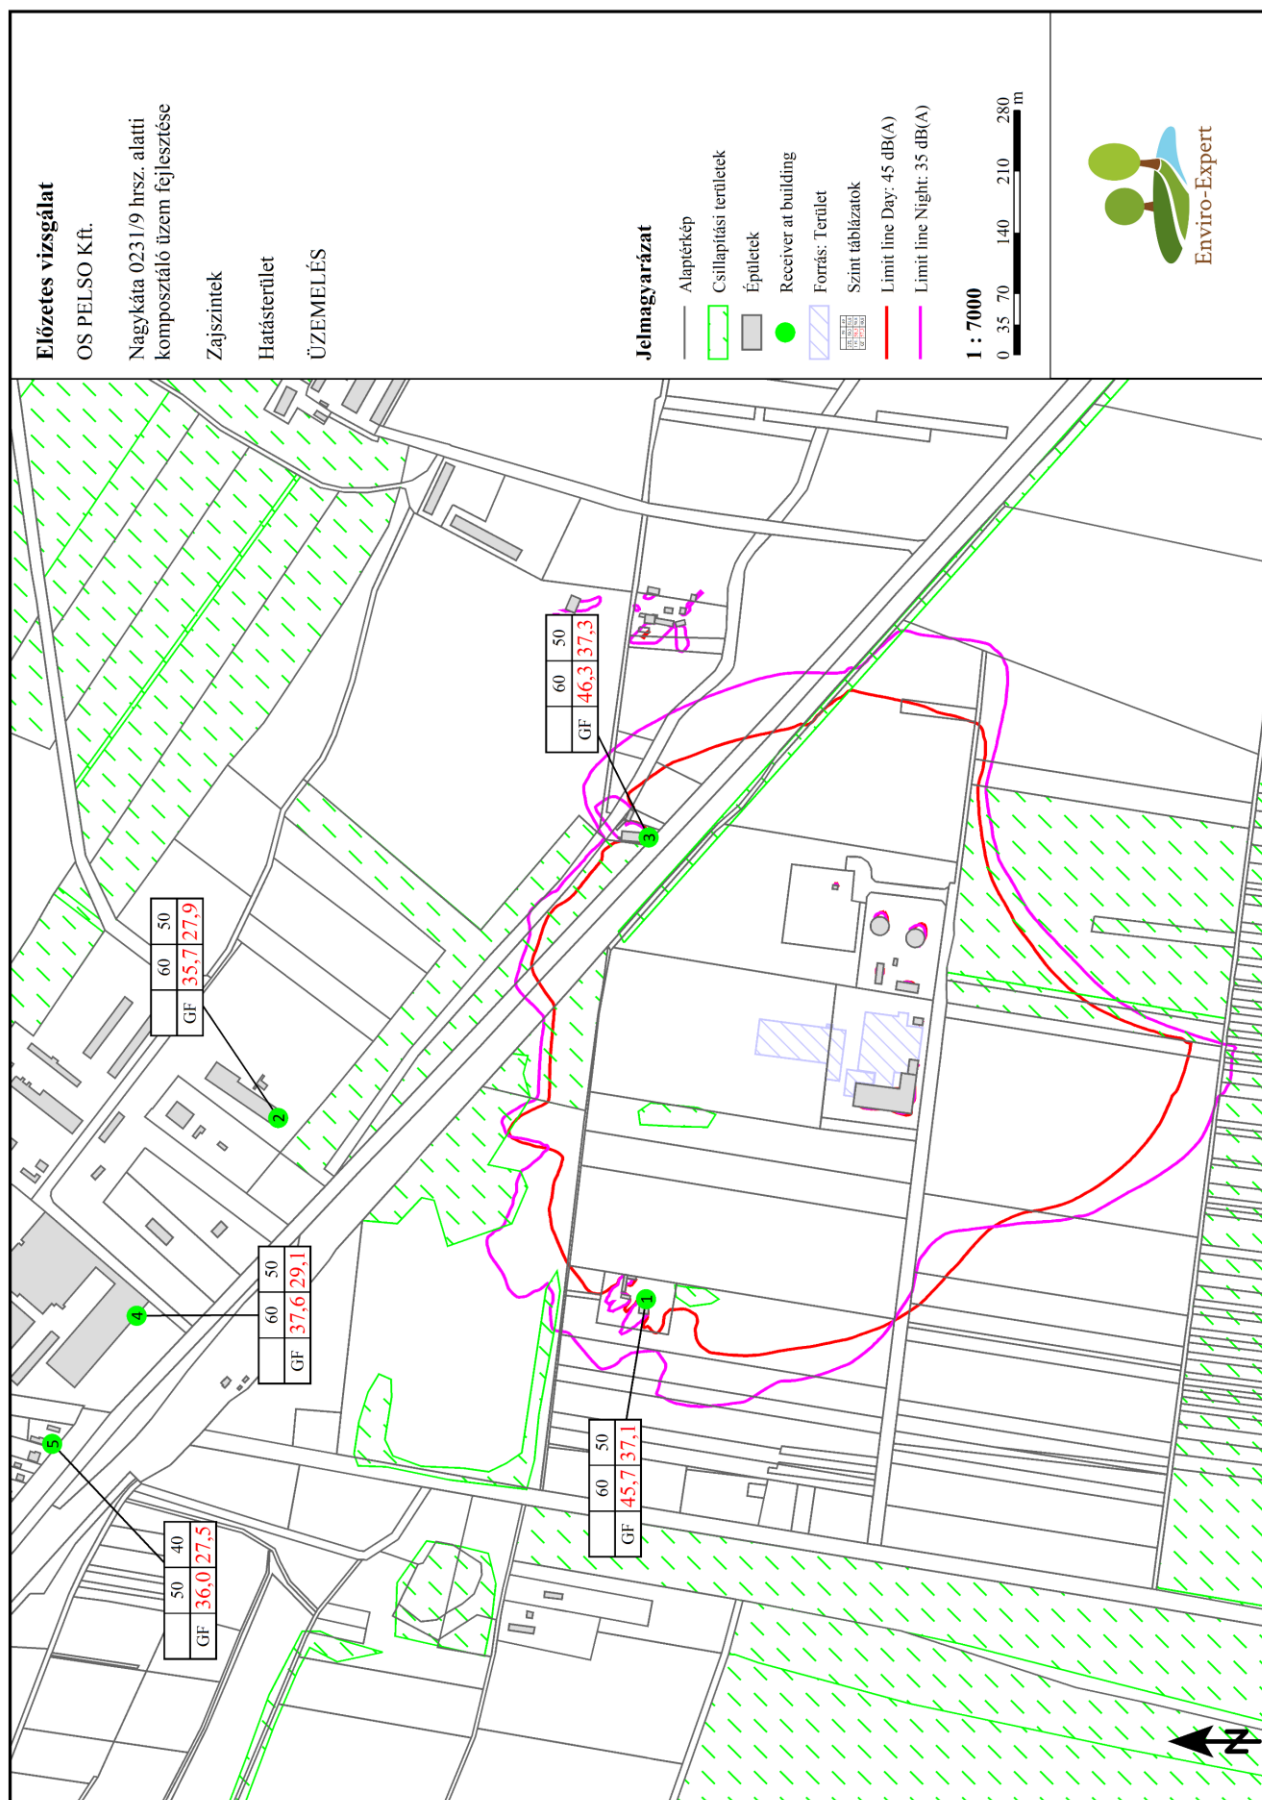 Előzetes vizsgálat
OS PELSO Kft.
Nagykáta 0231/9 hrsz. alatti
komposztáló üzem fejlesztése
Zajszintek
Hatásterület
ÜZEMELÉS
Jelmagyarázat
Alaptérkép
Csillapítási területek
Épületek
Receiver at building
Forrás: Terület
Szint táblázatok
Limit line Day: 45 dB(A)
Limit line Night: 35 dB(A)
1 : 7000
0 35 70 140 210 280
m
Enviro-Expert
5
50 40
GF 36,0 27,5
4
60 50
GF 37,6 29,1
2
60 50
GF 35,7 27,9
3
60 50
GF 46,3 37,3
1
60 50
GF 45,7 37,1
N